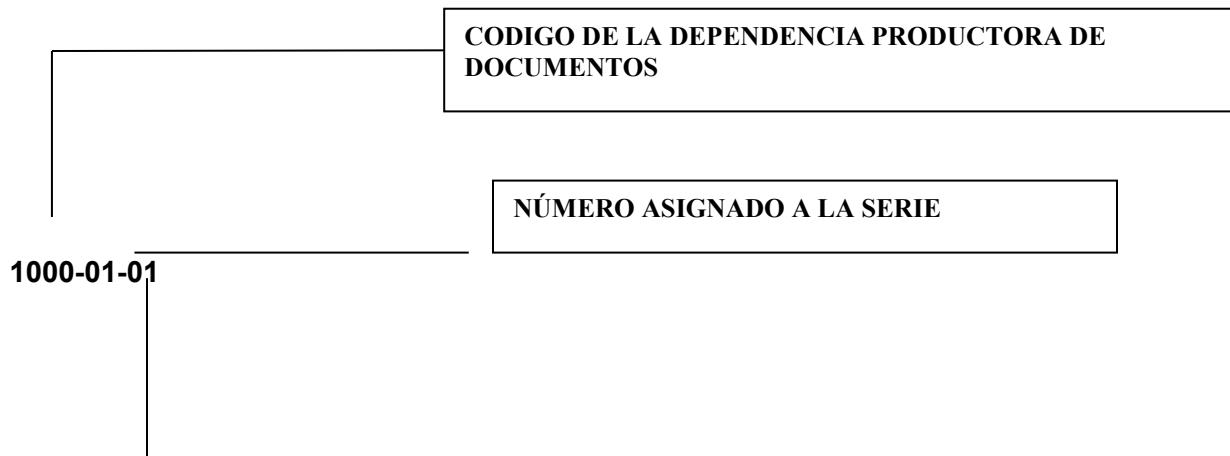 CODIGO DE LA DEPENDENCIA PRODUCTORA DE
DOCUMENTOS
NÚMERO ASIGNADO A LA SERIE
1000-01-01